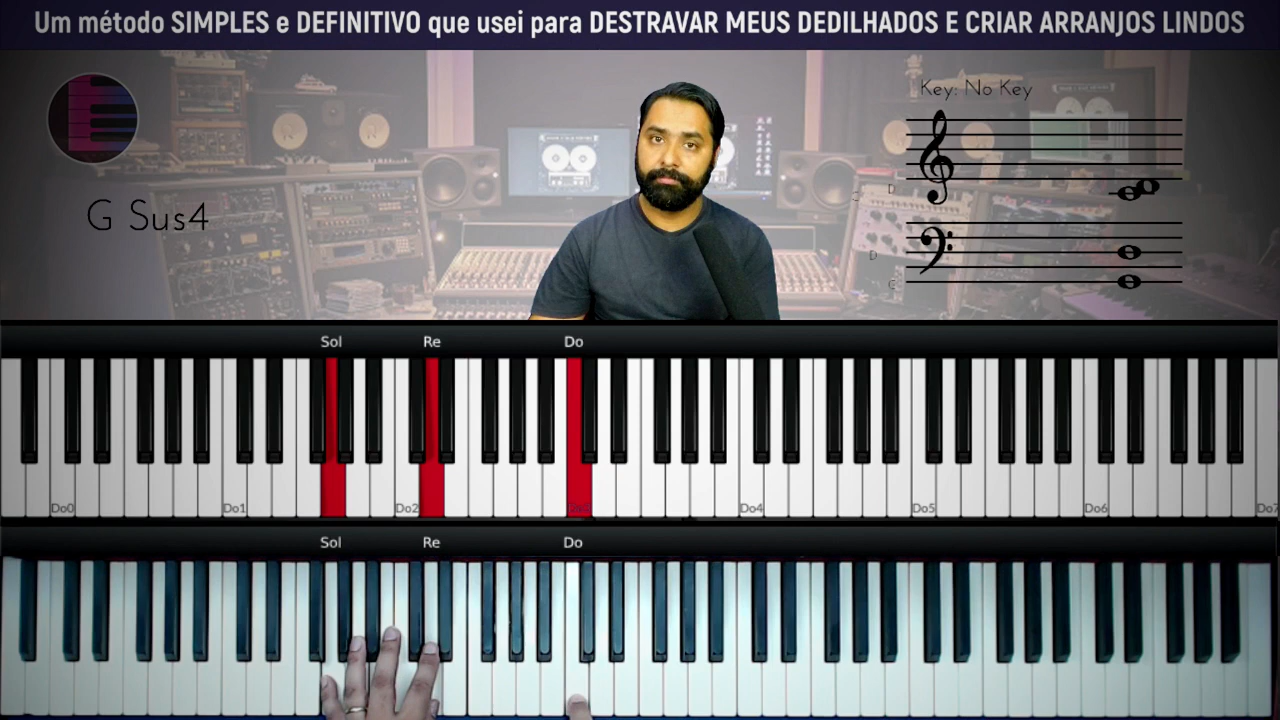 Um método SIMPLES e DEFINITIVO que usei para DESTRAVAR MEUS DEDILHADOS E CRIAR ARRANJOS LINDOS
Key: No Key
G Sus4
C D
D
Sol Re Do
Do0 Do1 Do2 Do4 Do5 Do6 Do7
Sol Re Do